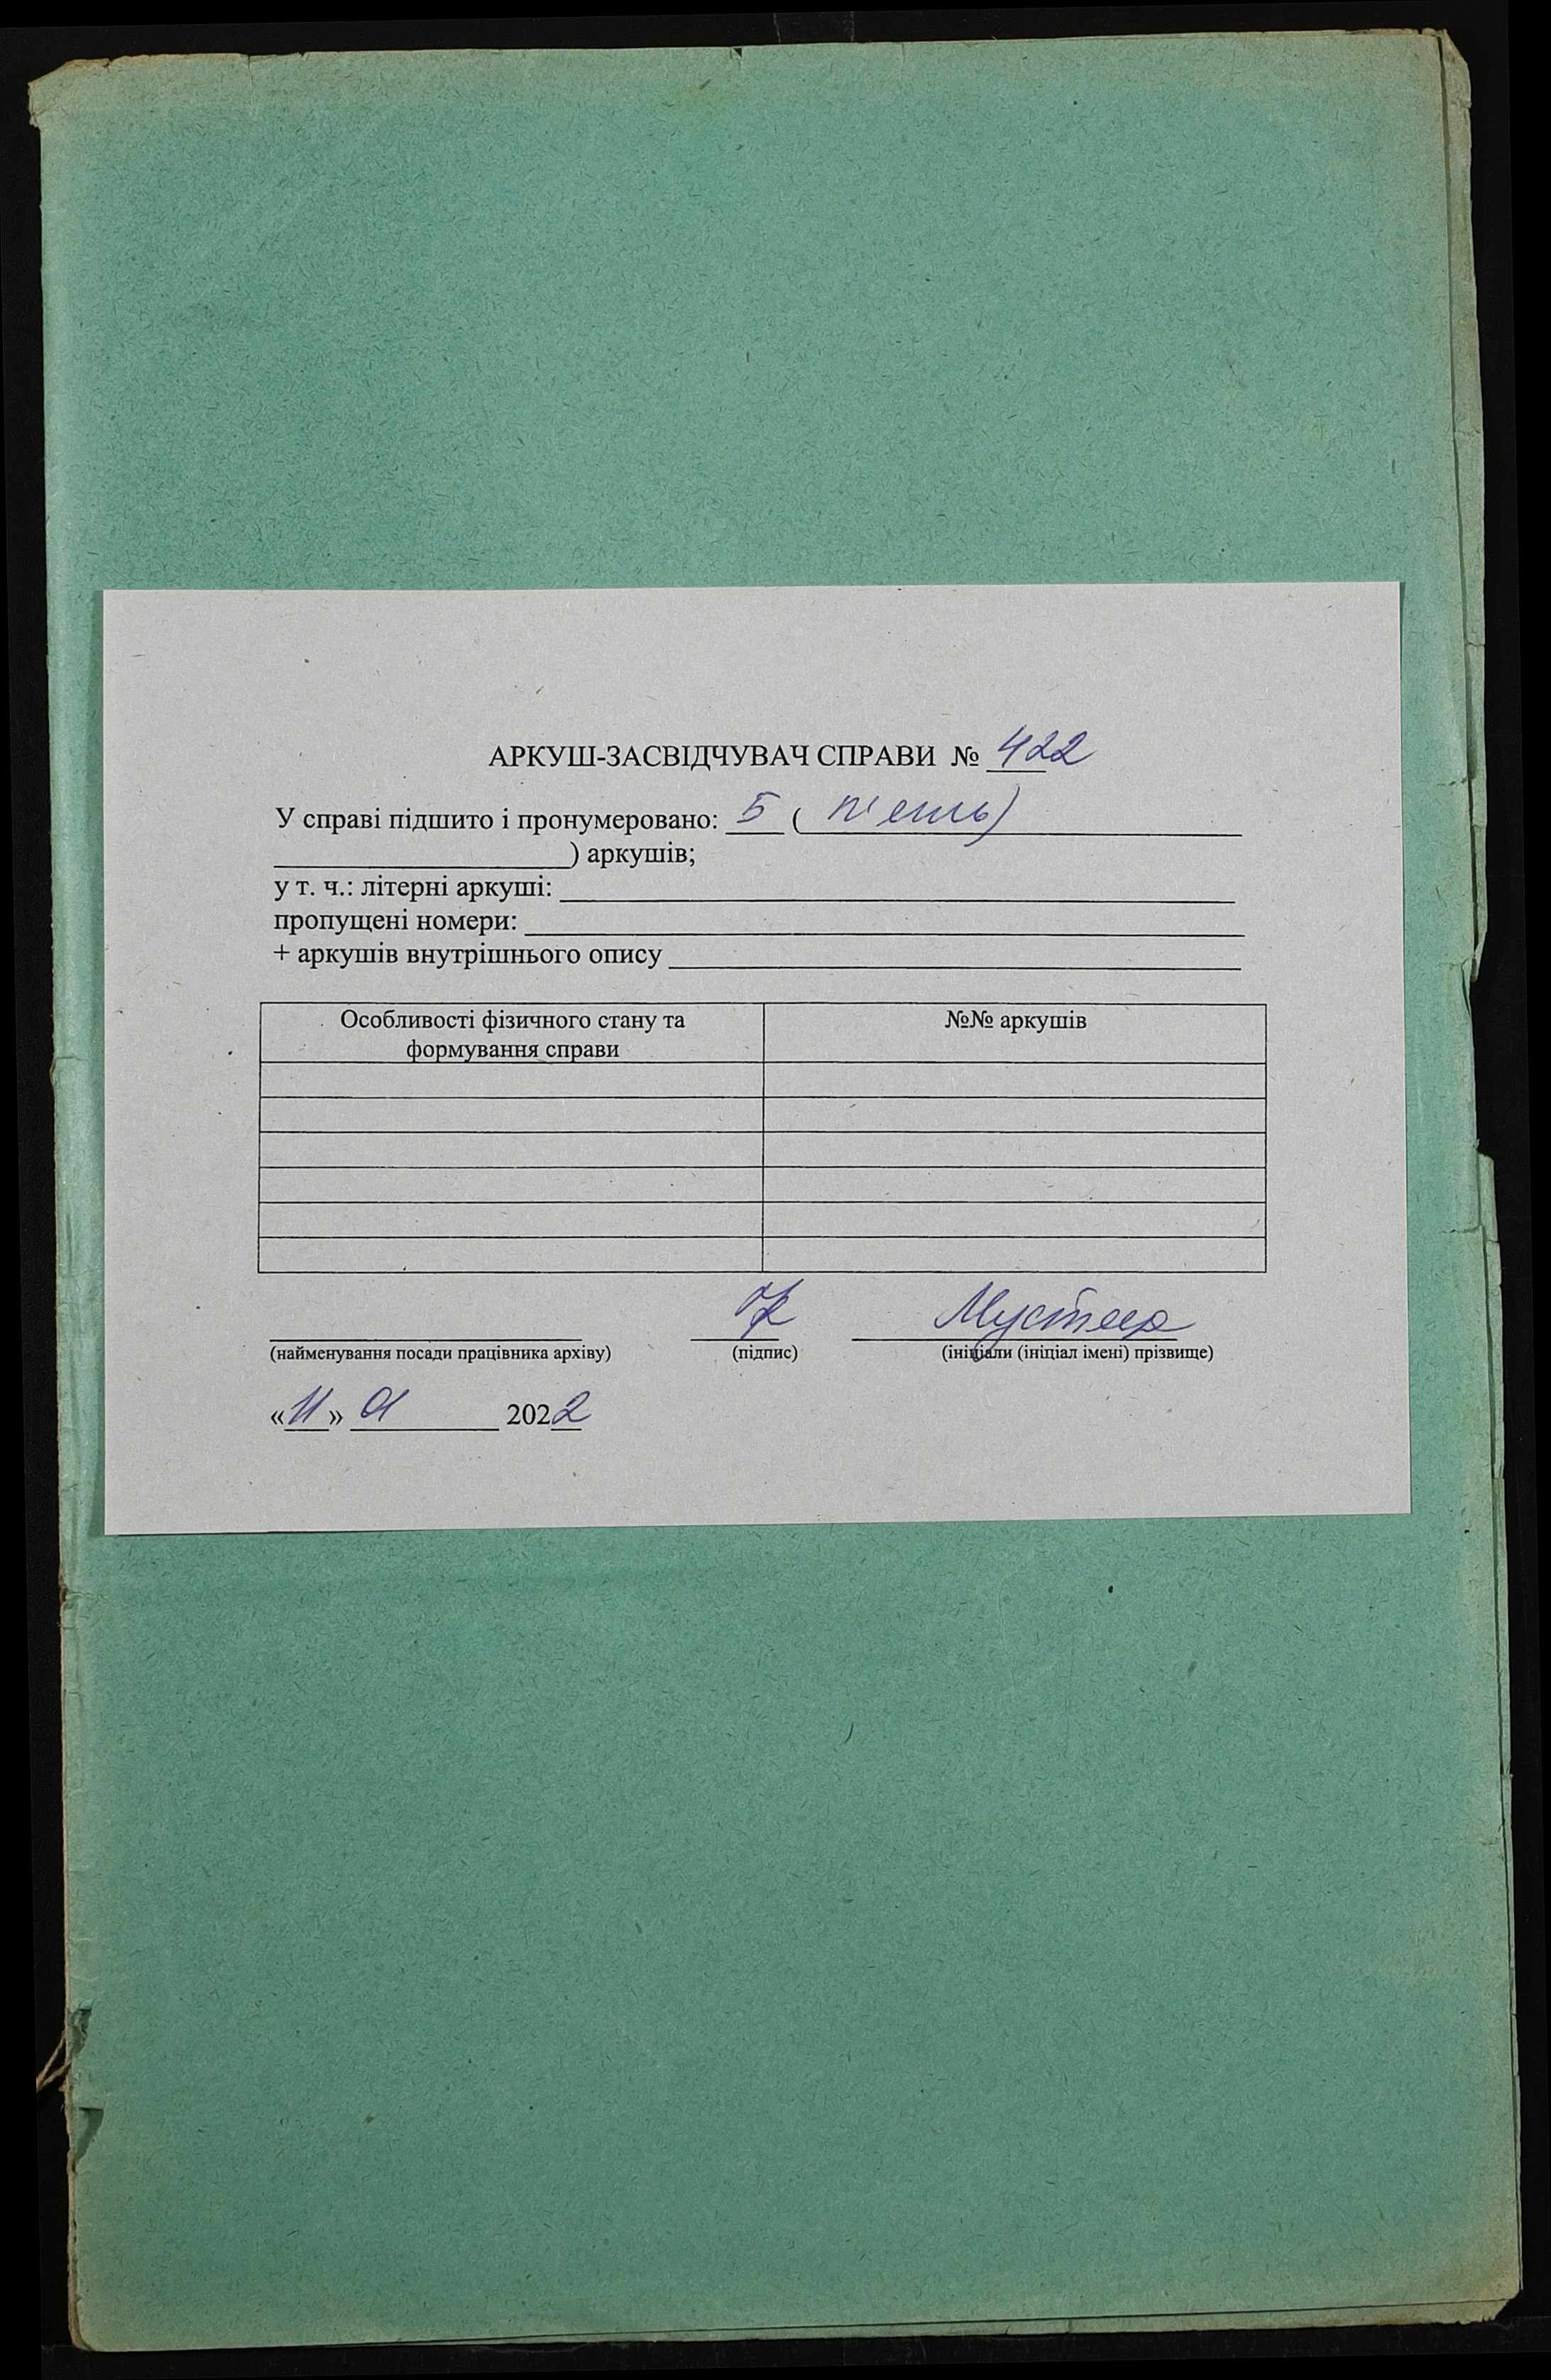 АРКУШ-ЗАСВІДЧУВАЧ СПРАВИ № 422
У справі підшито і пронумеровано: 5 ( п'ять)
) аркушів;
у т. ч.: літерні аркуші:
пропущені номери:
+ аркушів внутрішнього опису
Особливості фізичного стану та
формування справи
№№ аркушів
(найменування посади працівника архіву)
(підпис)
(ініціали (ініціал імені) прізвище)
«11» 01 2022